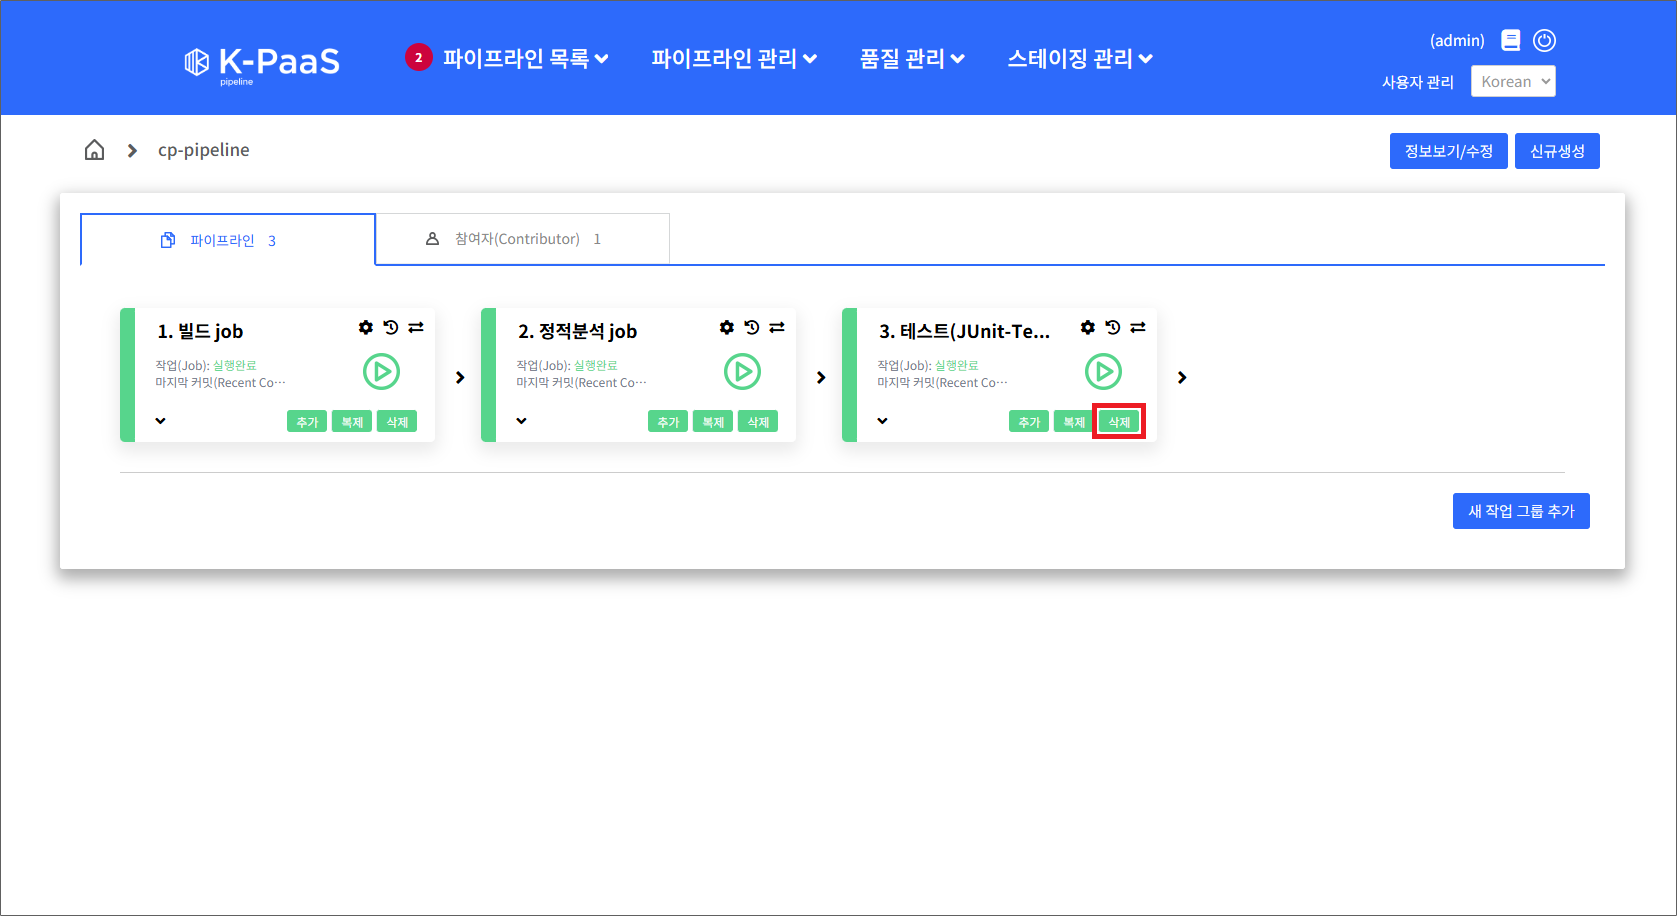 K-PaaS
pipeline
2 파이프라인 목록
파이프라인 관리
품질 관리
스테이징 관리
(admin)
사용자 관리
Korean
cp-pipeline
정보보기/수정
신규생성
파이프라인 3
참여자(Contributor) 1
1. 빌드 job
작업(Job): 실행완료
마지막 커밋(Recent Co…
추가 복제 삭제
2. 정적분석 job
작업(Job): 실행완료
마지막 커밋(Recent Co…
추가 복제 삭제
3. 테스트(JUnit-Te...
작업(Job): 실행완료
마지막 커밋(Recent Co…
추가 복제 삭제
새 작업 그룹 추가